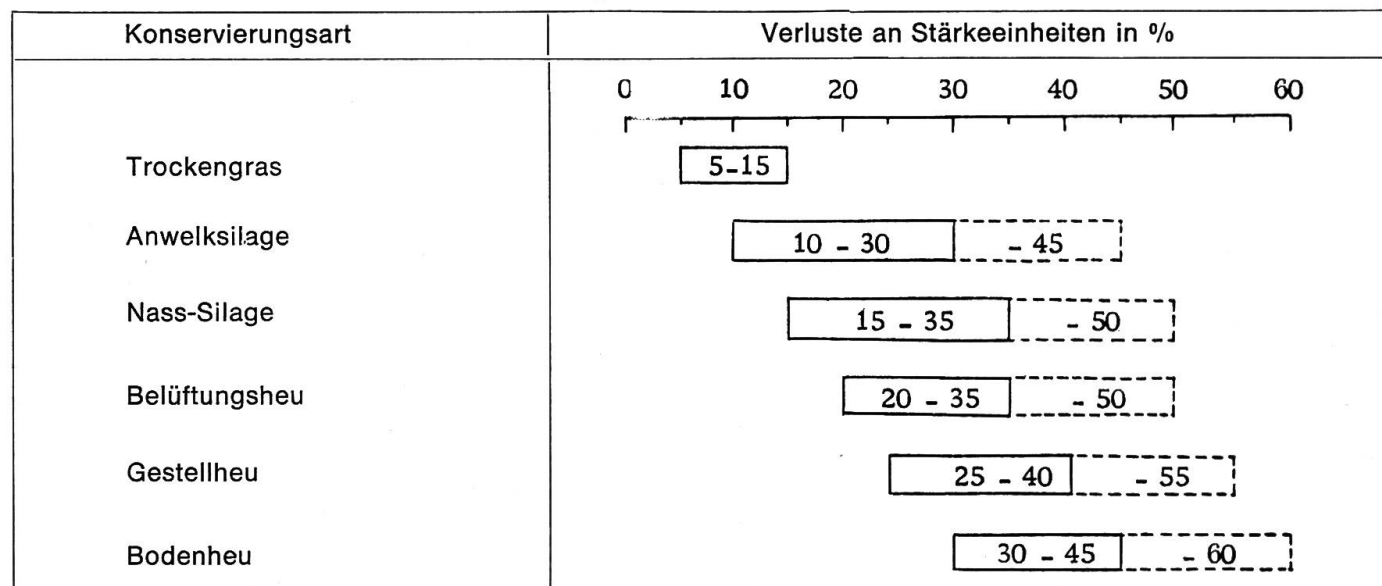 Konservierungsart Verluste an Stärkeeinheiten in %
0 10 20 30 40 50 60
Trockengras 5-15
Anwelksilage 10 - 30 - 45
Nass-Silage 15 - 35 - 50
Belüftungsheu 20 - 35 - 50
Gestellheu 25 - 40 - 55
Bodenheu 30 - 45 - 60